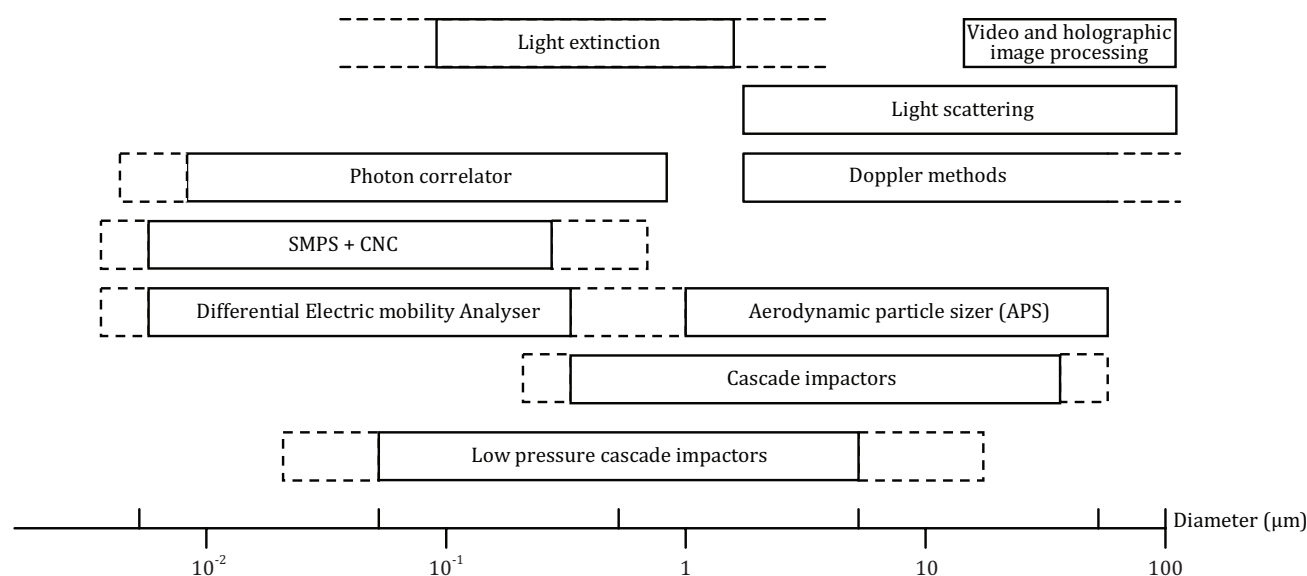 Light extinction
Video and holographic
image processing
Light scattering
Photon correlator
Doppler methods
SMPS + CNC
Differential Electric mobility Analyser
Aerodynamic particle sizer (APS)
Cascade impactors
Low pressure cascade impactors
Diameter (µm)
10⁻² 10⁻¹ 1 10 100